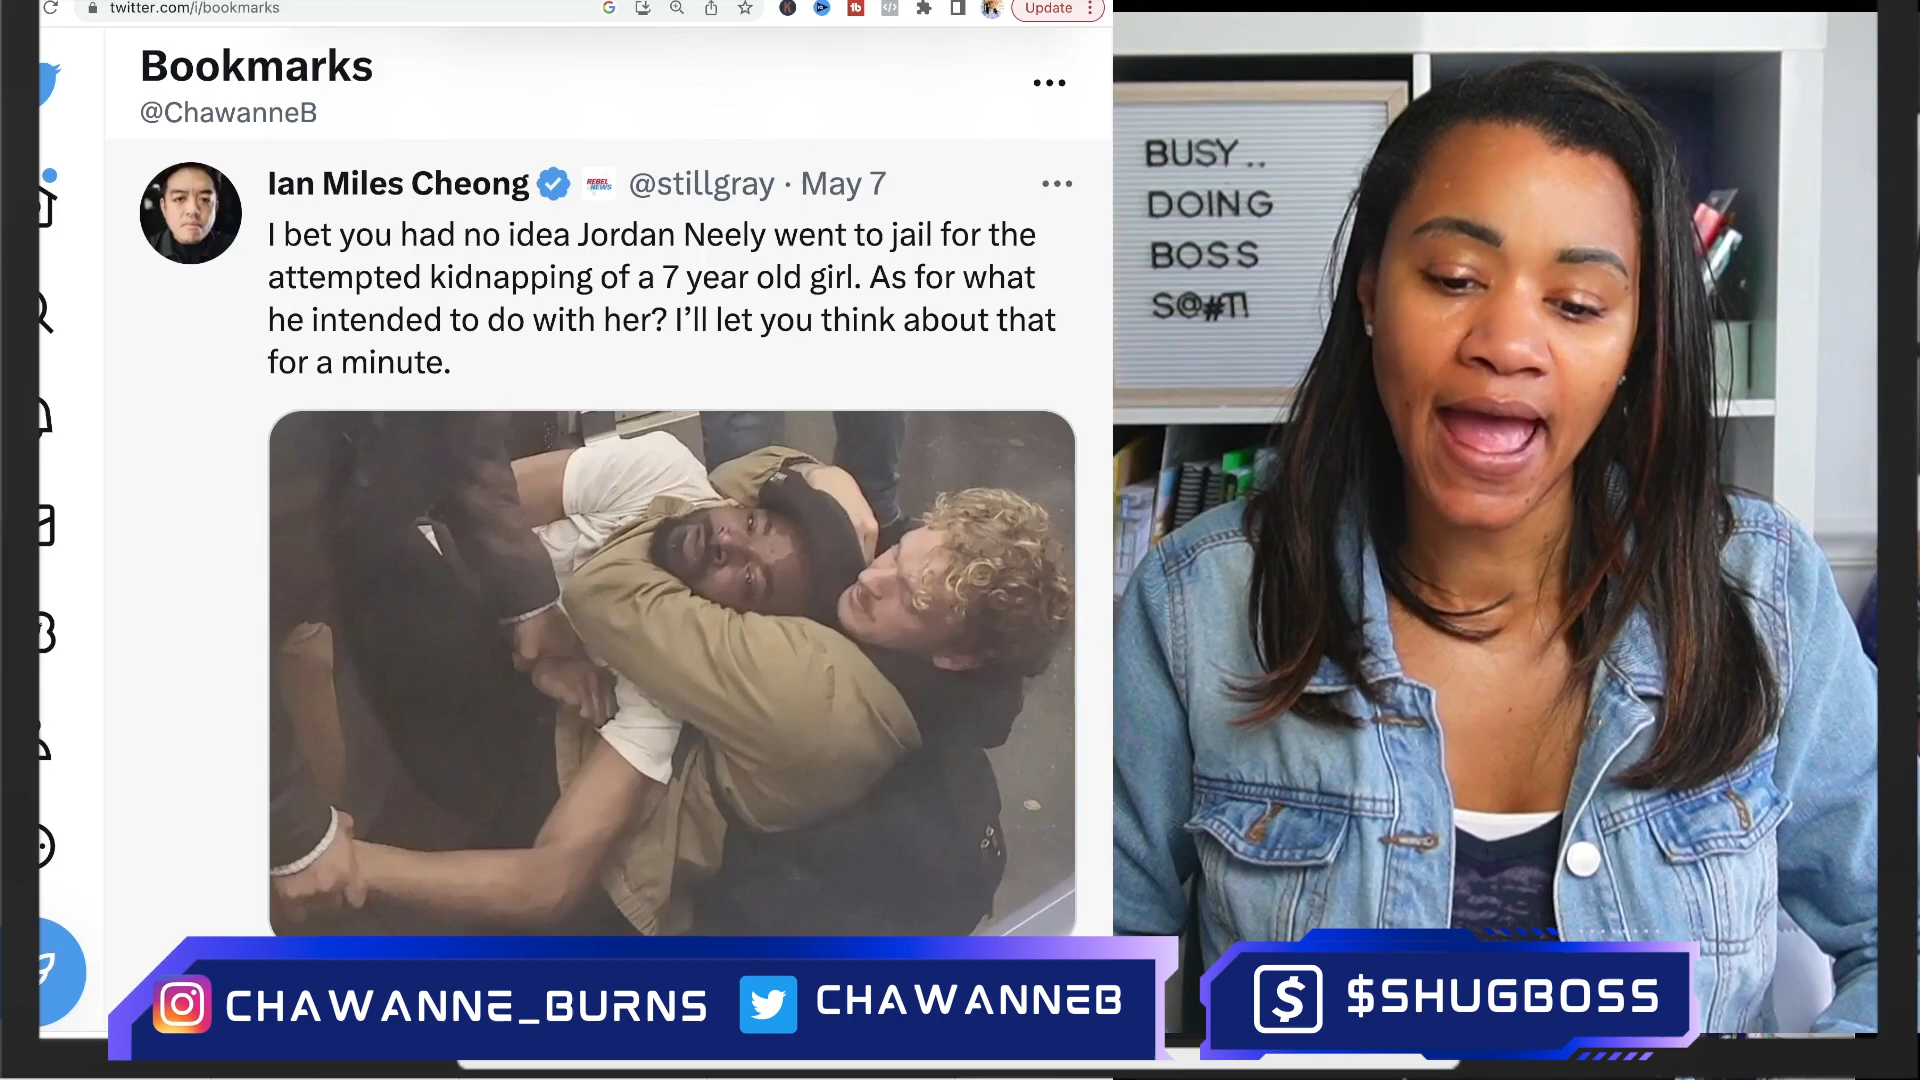 twitter.com/i/bookmarks
Update
Bookmarks
@ChawanneB
Ian Miles Cheong REBEL NEWS @stillgray · May 7
I bet you had no idea Jordan Neely went to jail for the
attempted kidnapping of a 7 year old girl. As for what
he intended to do with her? I'll let you think about that
for a minute.
BUSY..
DOING
BOSS
S@#T!
CHAWANNE_BURNS
CHAWANNEB
$SHUGBOSS